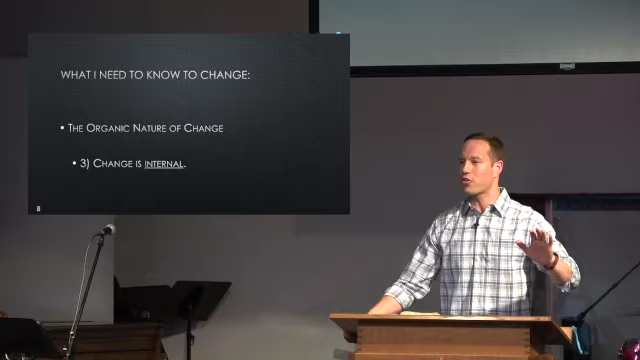 WHAT I NEED TO KNOW TO CHANGE:
• THE ORGANIC NATURE OF CHANGE
• 3) CHANGE IS INTERNAL.
8